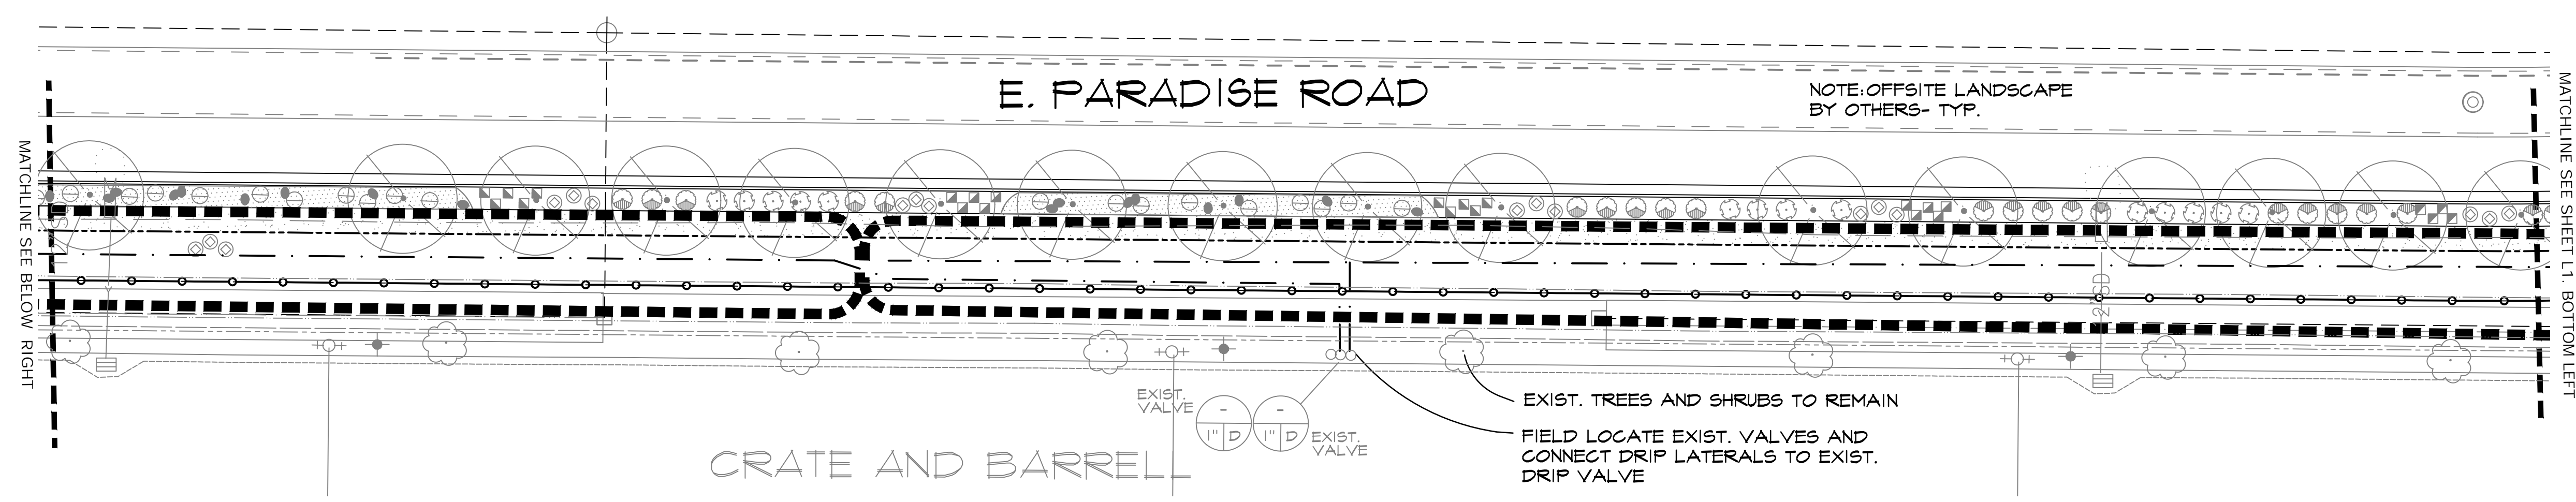 E. PARADISE ROAD
NOTE:OFFSITE LANDSCAPE
BY OTHERS- TYP.
MATCHLINE SEE BELOW RIGHT
MATCHLINE SEE SHEET L1. BOTTOM LEFT
EXIST.
VALVE
-
1" D
-
1" D
EXIST.
VALVE
EXIST. TREES AND SHRUBS TO REMAIN
FIELD LOCATE EXIST. VALVES AND
CONNECT DRIP LATERALS TO EXIST.
DRIP VALVE
CRATE AND BARRELL